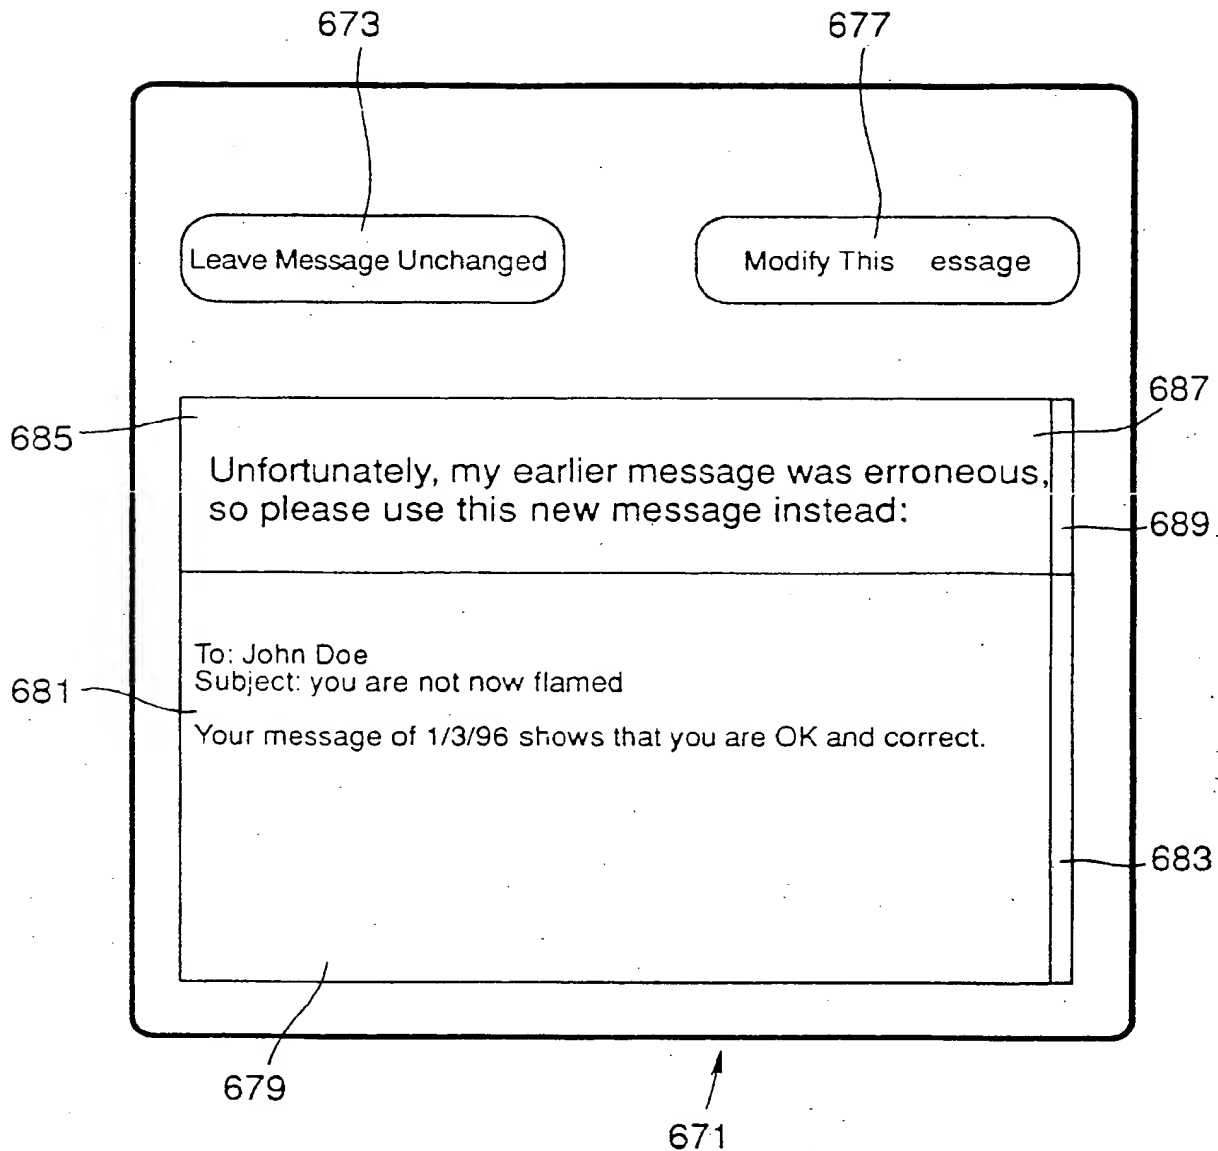 673
677
Leave Message Unchanged
Modify This essage
687
685
Unfortunately, my earlier message was erroneous,
so please use this new message instead:
689
To: John Doe
Subject: you are not now flamed
681
Your message of 1/3/96 shows that you are OK and correct.
683
679
671